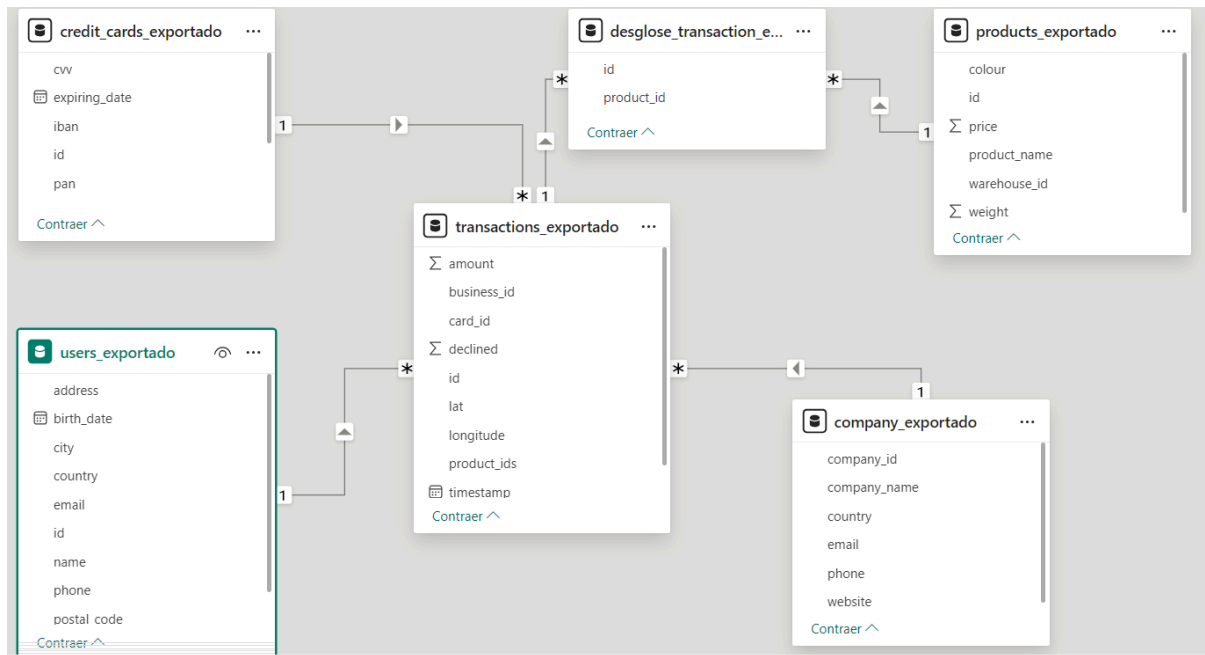 credit_cards_exportado ...
cvv
expiring_date
iban
id
pan
Contraer
desglose_transaction_e... ...
id
product_id
Contraer
products_exportado ...
colour
id
Σ price
product_name
warehouse_id
Σ weight
Contraer
1
*
*
1
*
1
transactions_exportado ...
Σ amount
business_id
card_id
Σ declined
id
lat
longitude
product_ids
timestamp
Contraer
users_exportado ...
address
birth_date
city
country
email
id
name
phone
postal_code
Contraer
*
1
*
1
company_exportado ...
company_id
company_name
country
email
phone
website
Contraer